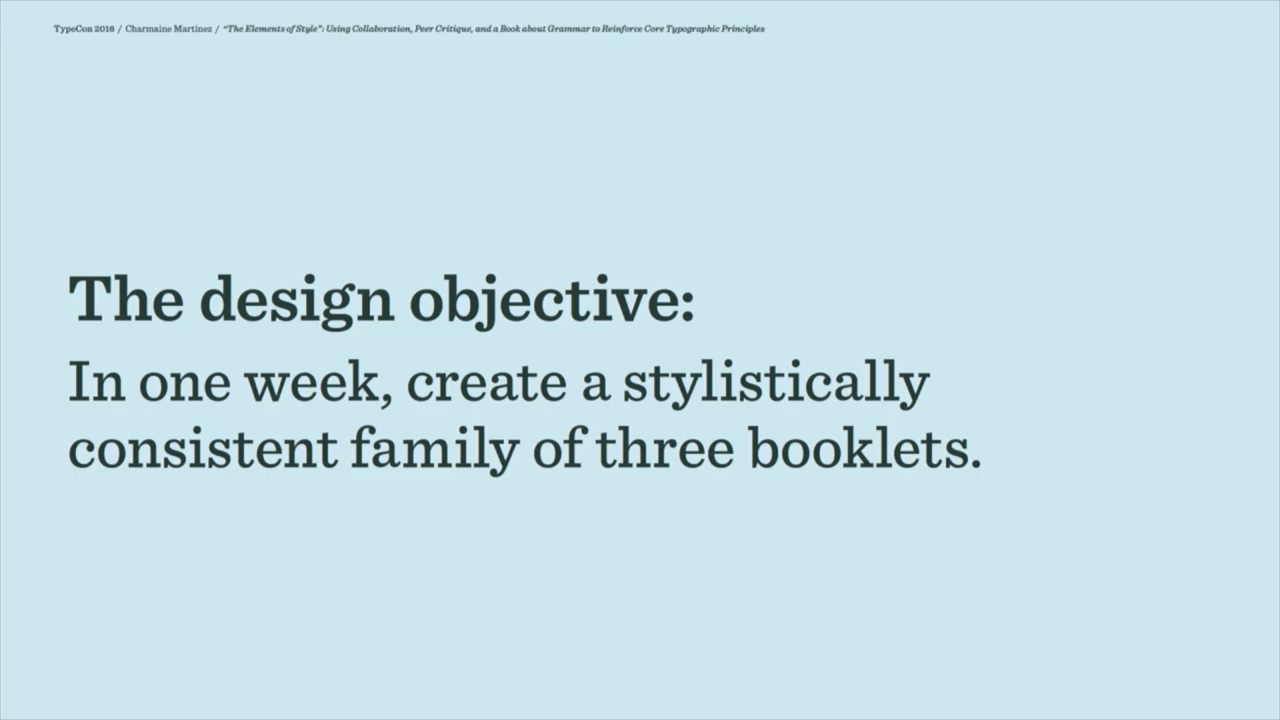 TypeCon 2016 / Charmaine Martinez / “The Elements of Style”: Using Collaboration, Peer Critique, and a Book about Grammar to Reinforce Core Typographic Principles
The design objective:
In one week, create a stylistically
consistent family of three booklets.